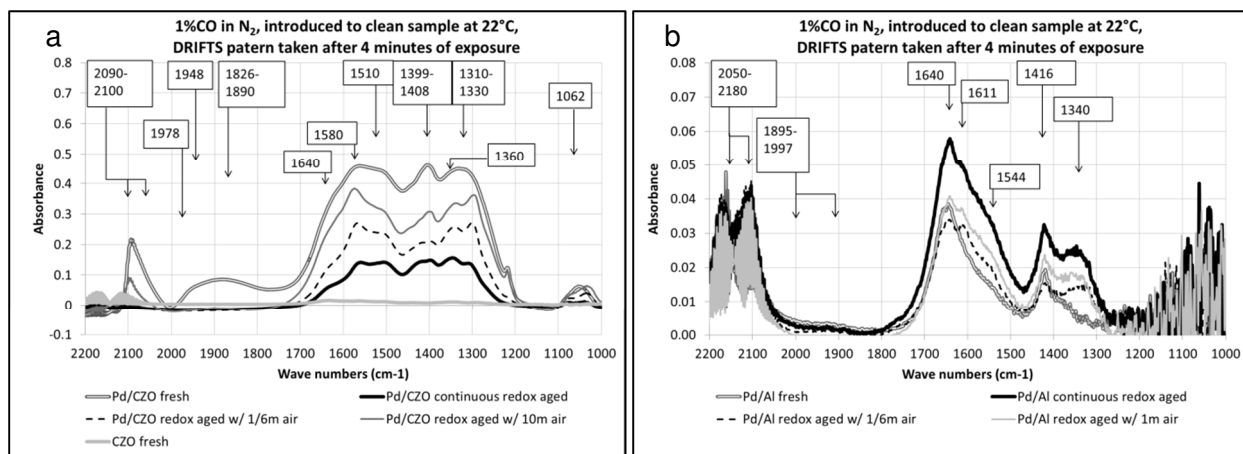 a
1%CO in N2, introduced to clean sample at 22°C,
DRIFTS patern taken after 4 minutes of exposure
2090-
2100
1978
1948
1826-
1890
1640
1580
1510
1399-
1408
1360
1310-
1330
1062
Absorbance
0.6
0.5
0.4
0.3
0.2
0.1
0
-0.1
2200 2100 2000 1900 1800 1700 1600 1500 1400 1300 1200 1100 1000
Wave numbers (cm-1)
Pd/CZO fresh
Pd/CZO continuous redox aged
Pd/CZO redox aged w/ 1/6m air
Pd/CZO redox aged w/ 10m air
CZO fresh
b
1%CO in N2, introduced to clean sample at 22°C,
DRIFTS patern taken after 4 minutes of exposure
2050-
2180
1895-
1997
1640
1611
1544
1416
1340
Absorbance
0.08
0.07
0.06
0.05
0.04
0.03
0.02
0.01
0.00
2200 2100 2000 1900 1800 1700 1600 1500 1400 1300 1200 1100 1000
Wave numbers (cm-1)
Pd/Al fresh
Pd/Al continuous redox aged
Pd/Al redox aged w/ 1/6m air
Pd/Al redox aged w/ 1m air